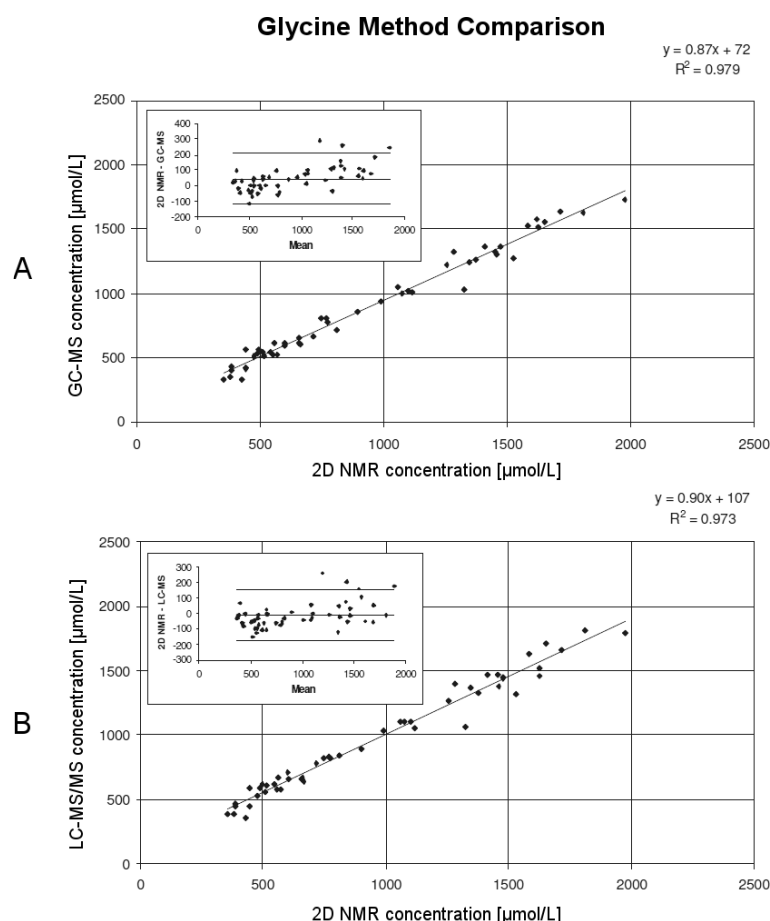 Glycine Method Comparison
y = 0.87x + 72
R² = 0.979
A
GC-MS concentration [µmol/L]
2500
2000
1500
1000
500
0
2D NMR - GC-MS
400
300
200
100
0
-100
-200
0 500 1000 1500 2000
Mean
0 500 1000 1500 2000 2500
2D NMR concentration [µmol/L]
y = 0.90x + 107
R² = 0.973
B
LC-MS/MS concentration [µmol/L]
2500
2000
1500
1000
500
0
2D NMR - LC-MS
300
200
100
0
-100
-200
-300
0 500 1000 1500 2000
Mean
0 500 1000 1500 2000 2500
2D NMR concentration [µmol/L]